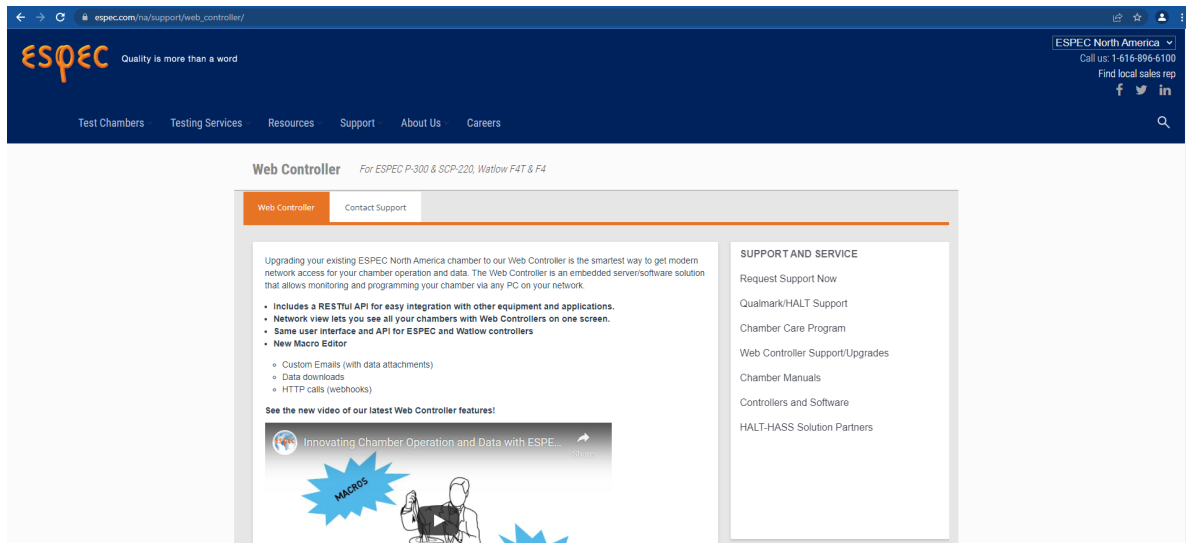 espec.com/na/support/web_controller/
ESPEC
Quality is more than a word
ESPEC North America
Call us: 1-616-896-6100
Find local sales rep
Test Chambers
Testing Services
Resources
Support
About Us
Careers
Web Controller
For ESPEC P-300 & SCP-220, Watlow F4T & F4
Web Controller
Contact Support
Upgrading your existing ESPEC North America chamber to our Web Controller is the smartest way to get modern
network access for your chamber operation and data. The Web Controller is an embedded server/software solution
that allows monitoring and programming your chamber via any PC on your network.
• Includes a RESTful API for easy integration with other equipment and applications.
• Network view lets you see all your chambers with Web Controllers on one screen.
• Same user interface and API for ESPEC and Watlow controllers
• New Macro Editor
◦ Custom Emails (with data attachments)
◦ Data downloads
◦ HTTP calls (webhooks)
See the new video of our latest Web Controller features!
Innovating Chamber Operation and Data with ESPE...
Share
MACROS
SUPPORT AND SERVICE
Request Support Now
Qualmark/HALT Support
Chamber Care Program
Web Controller Support/Upgrades
Chamber Manuals
Controllers and Software
HALT-HASS Solution Partners